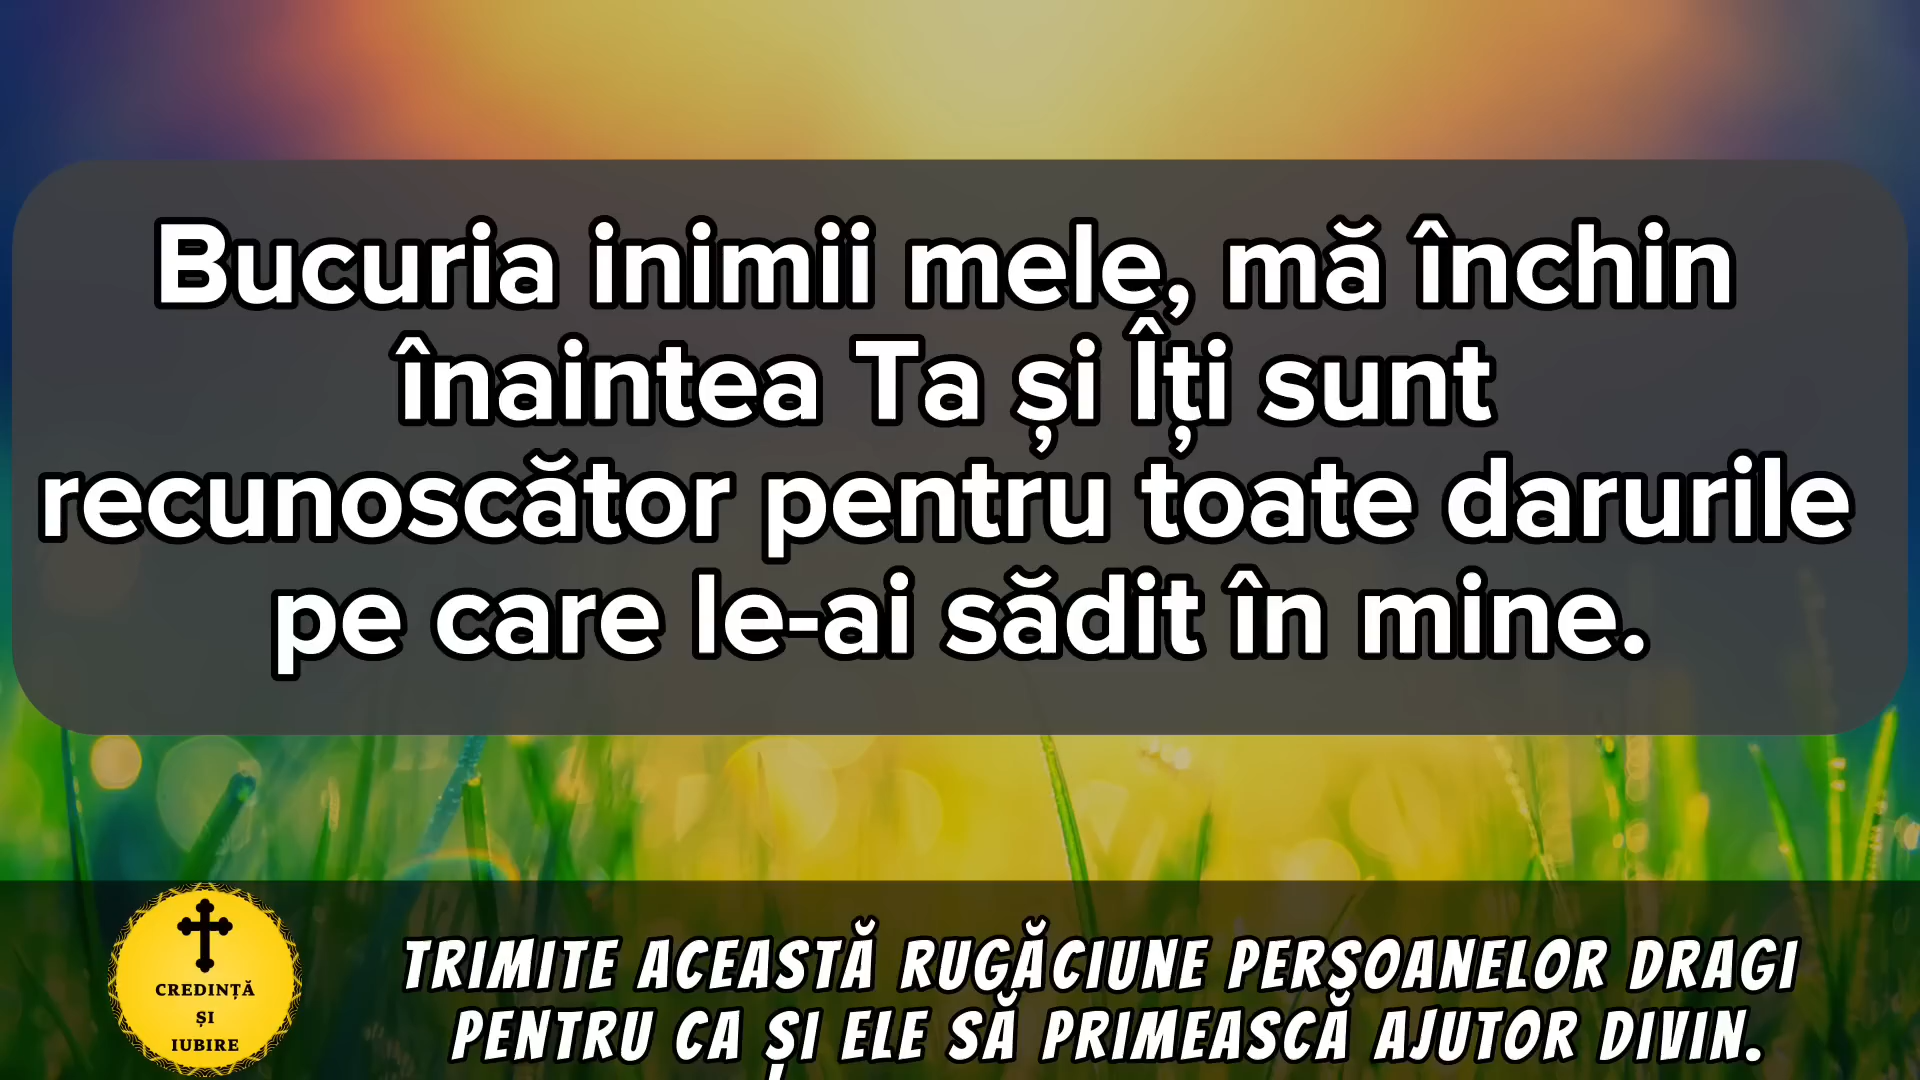 Bucuria inimii mele, mă închin
înaintea Ta și Îți sunt
recunoscător pentru toate darurile
pe care le-ai sădit în mine.
CREDINȚĂ
ȘI
IUBIRE
TRIMITE ACEASTĂ RUGĂCIUNE PERSOANELOR DRAGI
PENTRU CA ȘI ELE SĂ PRIMEASCĂ AJUTOR DIVIN.